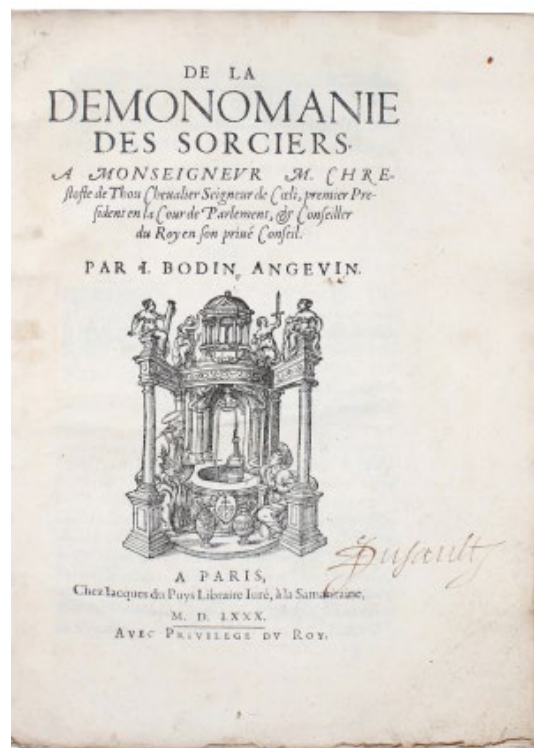 DE LA
DEMONOMANIE
DES SORCIERS.
A MONSEIGNEVR M. CHRE-
stofle de Thou Cheualier Seigneur de Cœli, premier Pre-
sident en la Cour de Parlement, & Conseiller
du Roy en son priué Conseil.
PAR I. BODIN ANGEVIN.
Dusault
A PARIS,
Chez Iacques du Puys Libraire Iuré, à la Samaritaine,
M. D. LXXX.
AVEC PRIVILEGE DV ROY.